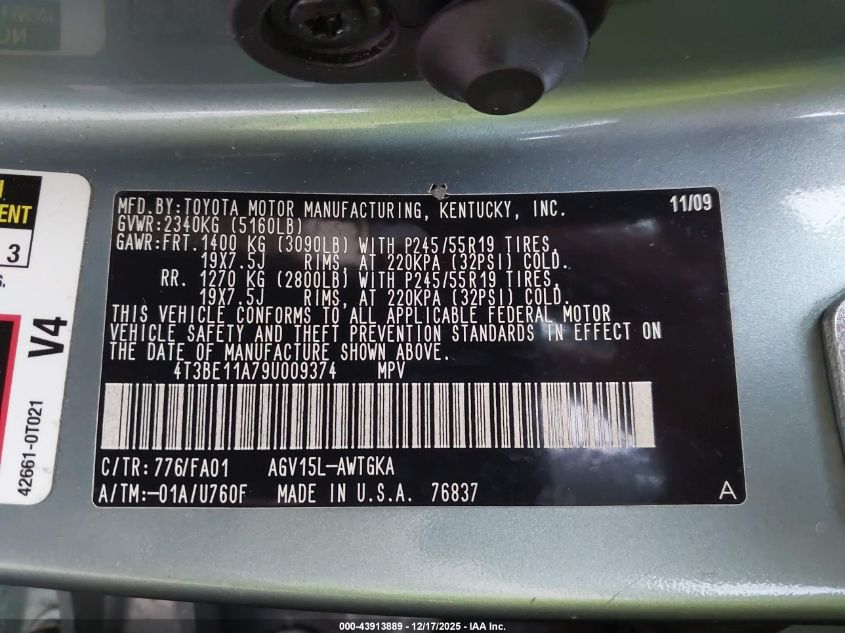 MFD.BY:TOYOTA MOTOR MANUFACTURING, KENTUCKY, INC. 11/09
GVWR:2340KG (5160LB)
GAWR:FRT.1400 KG (3090LB) WITH P245/55R19 TIRES,
19X7.5J RIMS, AT 220KPA (32PSI) COLD.
RR. 1270 KG (2800LB) WITH P245/55R19 TIRES,
19X7.5J RIMS, AT 220KPA (32PSI) COLD.
THIS VEHICLE CONFORMS TO ALL APPLICABLE FEDERAL MOTOR
VEHICLE SAFETY AND THEFT PREVENTION STANDARDS IN EFFECT ON
THE DATE OF MANUFACTURE SHOWN ABOVE.
4T3BE11A79U009374 MPV
C/TR:776/FA01 AGV15L-AWTGKA
A/TM:-01A/U760F MADE IN U.S.A. 76837 A
3
V4
42661-0T021
000-43913889 - 12/17/2025 - IAA Inc.